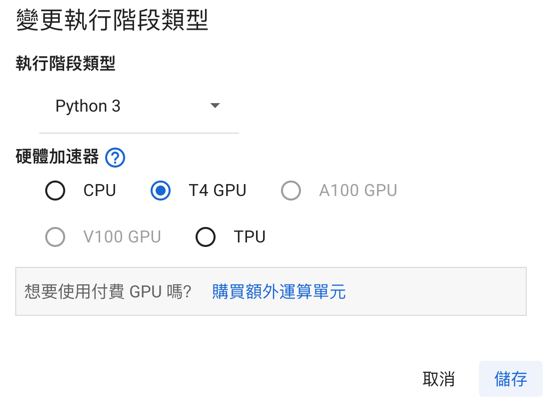 變更執行階段類型
執行階段類型
Python 3
硬體加速器 ?
CPU T4 GPU A100 GPU
V100 GPU TPU
想要使用付費 GPU 嗎? 購買額外運算單元
取消 儲存